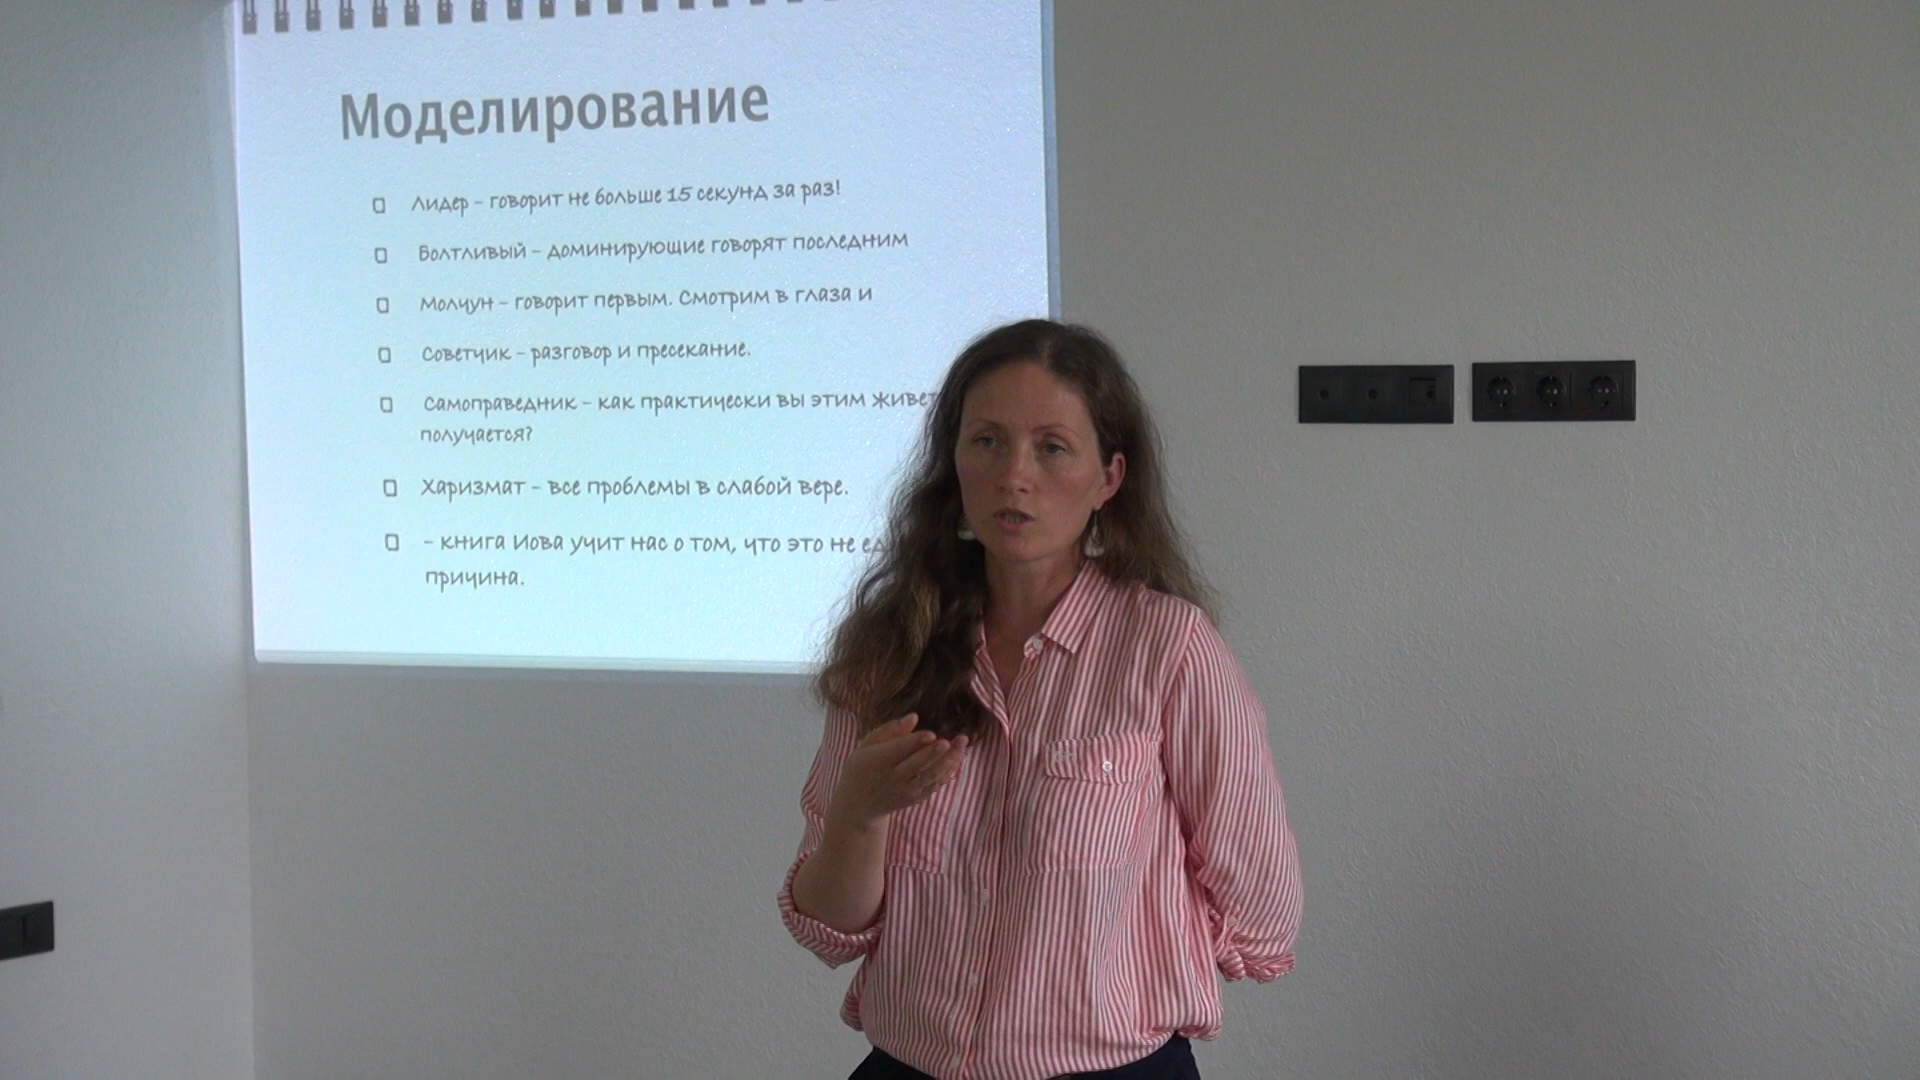 Моделирование
Лидер – говорит не больше 15 секунд за раз!
Болтливый – доминирующие говорят последним
Молчун – говорит первым. Смотрим в глаза и
Советчик – разговор и пресекание.
Самоправедник – как практически вы этим
получается?
Харизмат – все проблемы в слабой вере.
– книга Иова учит нас о том, что это не
причина.